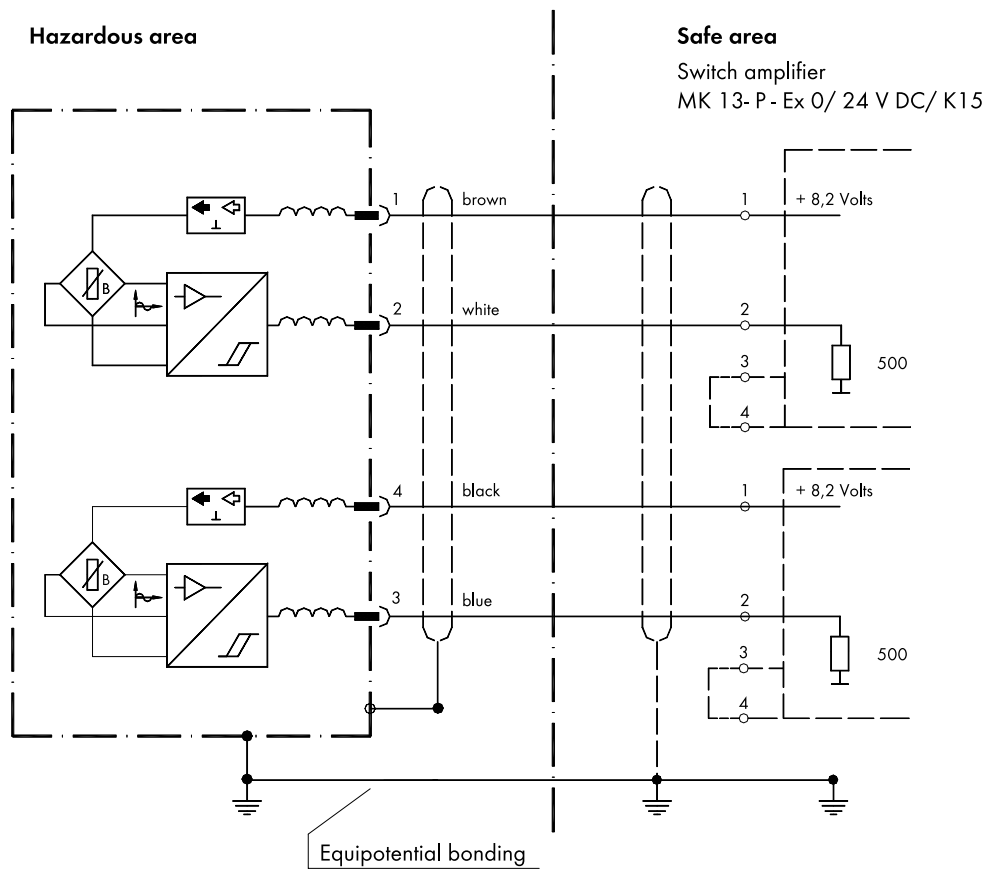 Hazardous area
Safe area
Switch amplifier
MK 13- P - Ex 0/ 24 V DC/ K15
1
brown
1
+ 8,2 Volts
B
2
white
2
500
3
4
4
black
1
+ 8,2 Volts
B
3
blue
2
500
3
4
Equipotential bonding